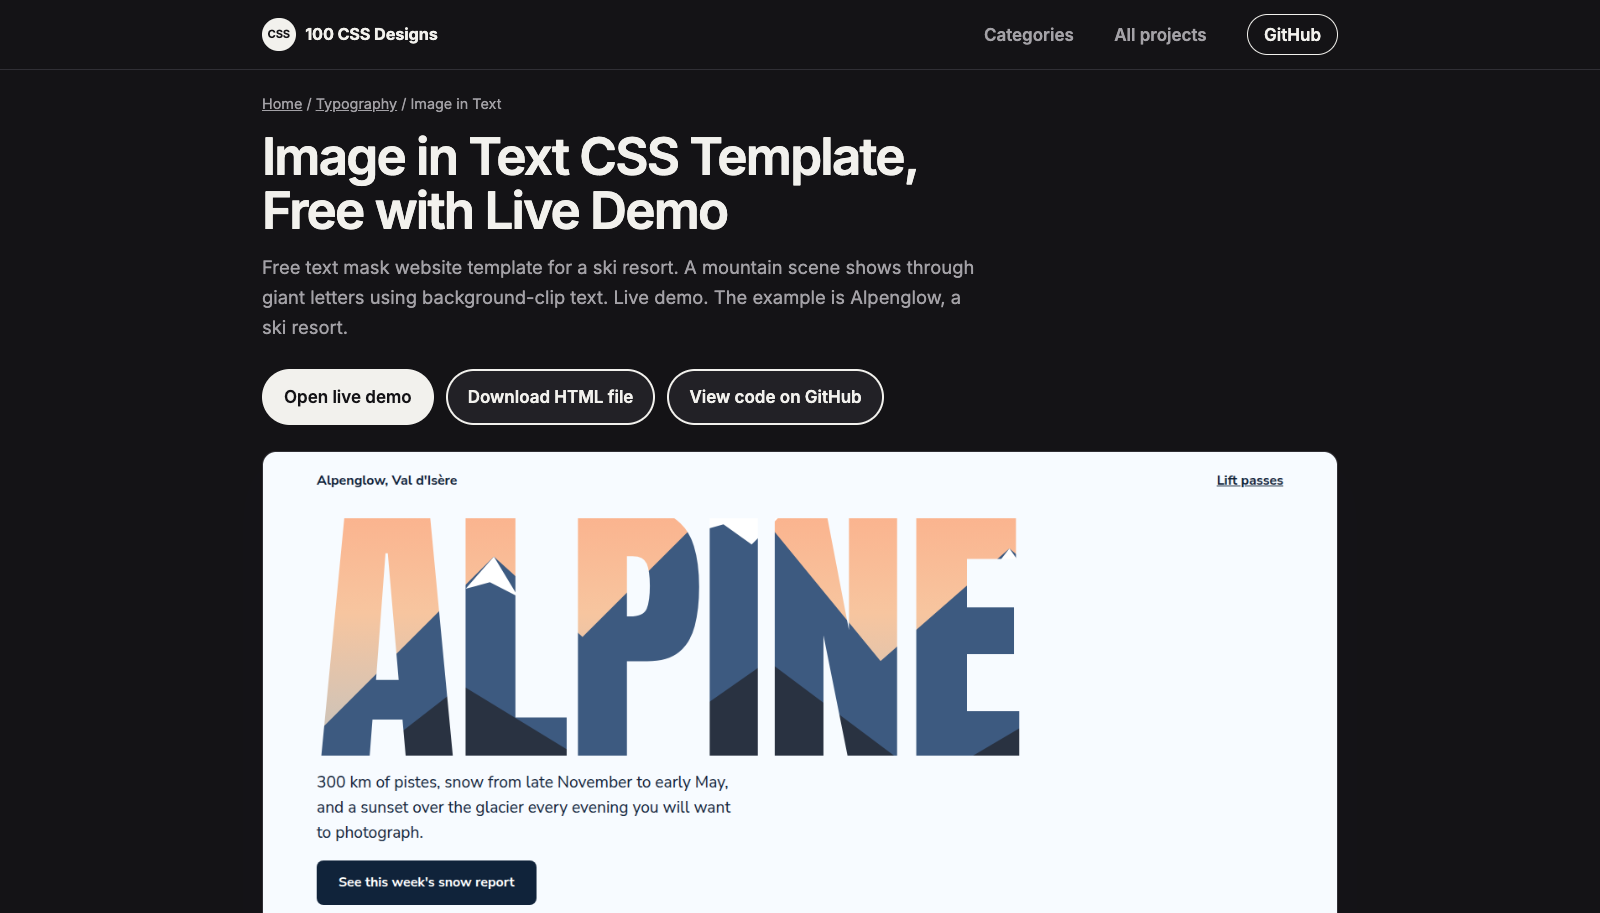 CSS 100 CSS Designs
Categories
All projects
GitHub
Home / Typography / Image in Text
Image in Text CSS Template,
Free with Live Demo
Free text mask website template for a ski resort. A mountain scene shows through
giant letters using background-clip text. Live demo. The example is Alpenglow, a
ski resort.
Open live demo
Download HTML file
View code on GitHub
Alpenglow, Val d'Isère
Lift passes
ALPINE
300 km of pistes, snow from late November to early May,
and a sunset over the glacier every evening you will want
to photograph.
See this week's snow report